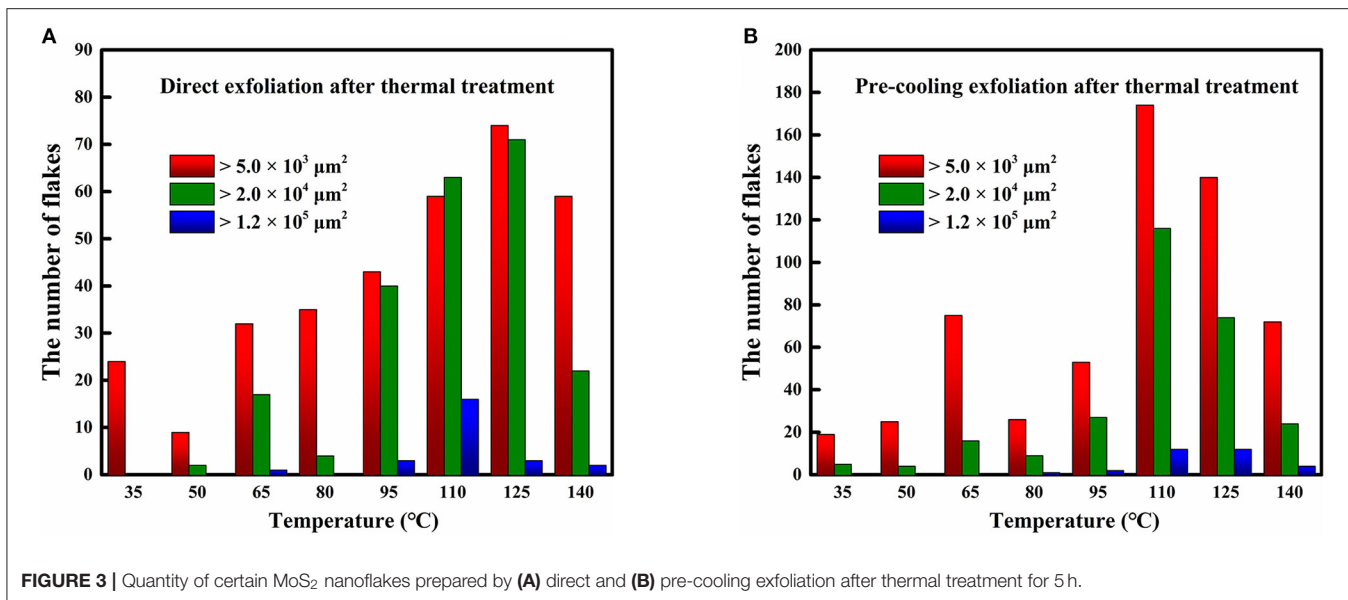 A
Direct exfoliation after thermal treatment
> 5.0 × 10³ μm²
> 2.0 × 10⁴ μm²
> 1.2 × 10⁵ μm²
The number of flakes
90
80
70
60
50
40
30
20
10
0
35 50 65 80 95 110 125 140
Temperature (°C)
B
Pre-cooling exfoliation after thermal treatment
> 5.0 × 10³ μm²
> 2.0 × 10⁴ μm²
> 1.2 × 10⁵ μm²
The number of flakes
200
180
160
140
120
100
80
60
40
20
0
35 50 65 80 95 110 125 140
Temperature (°C)
FIGURE 3 | Quantity of certain MoS₂ nanoflakes prepared by (A) direct and (B) pre-cooling exfoliation after thermal treatment for 5 h.